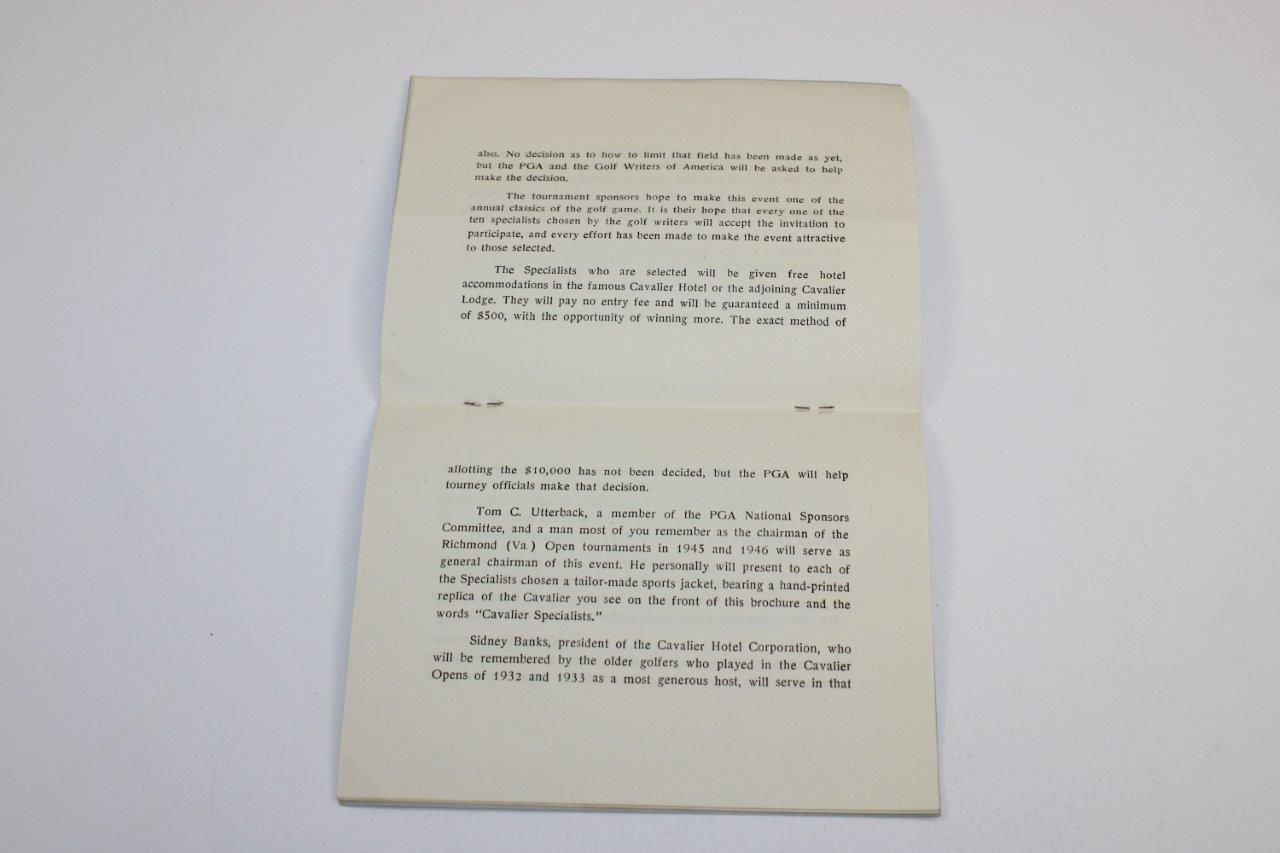 also. No decision as to how to limit that field has been made as yet,
but the PGA and the Golf Writers of America will be asked to help
make the decision.
The tournament sponsors hope to make this event one of the
annual classics of the golf game. It is their hope that every one of the
ten specialists chosen by the golf writers will accept the invitation to
participate, and every effort has been made to make the event attractive
to those selected.
The Specialists who are selected will be given free hotel
accommodations in the famous Cavalier Hotel or the adjoining Cavalier
Lodge. They will pay no entry fee and will be guaranteed a minimum
of $500, with the opportunity of winning more. The exact method of
allotting the $10,000 has not been decided, but the PGA will help
tourney officials make that decision.
Tom C. Utterback, a member of the PGA National Sponsors
Committee, and a man most of you remember as the chairman of the
Richmond (Va.) Open tournaments in 1945 and 1946 will serve as
general chairman of this event. He personally will present to each of
the Specialists chosen a tailor-made sports jacket, bearing a hand-printed
replica of the Cavalier you see on the front of this brochure and the
words "Cavalier Specialists."
Sidney Banks, president of the Cavalier Hotel Corporation, who
will be remembered by the older golfers who played in the Cavalier
Opens of 1932 and 1933 as a most generous host, will serve in that